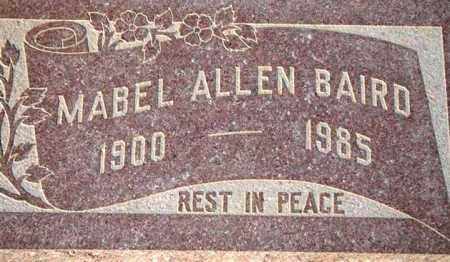 MABEL ALLEN BAIRD
1900 — 1985
REST IN PEACE